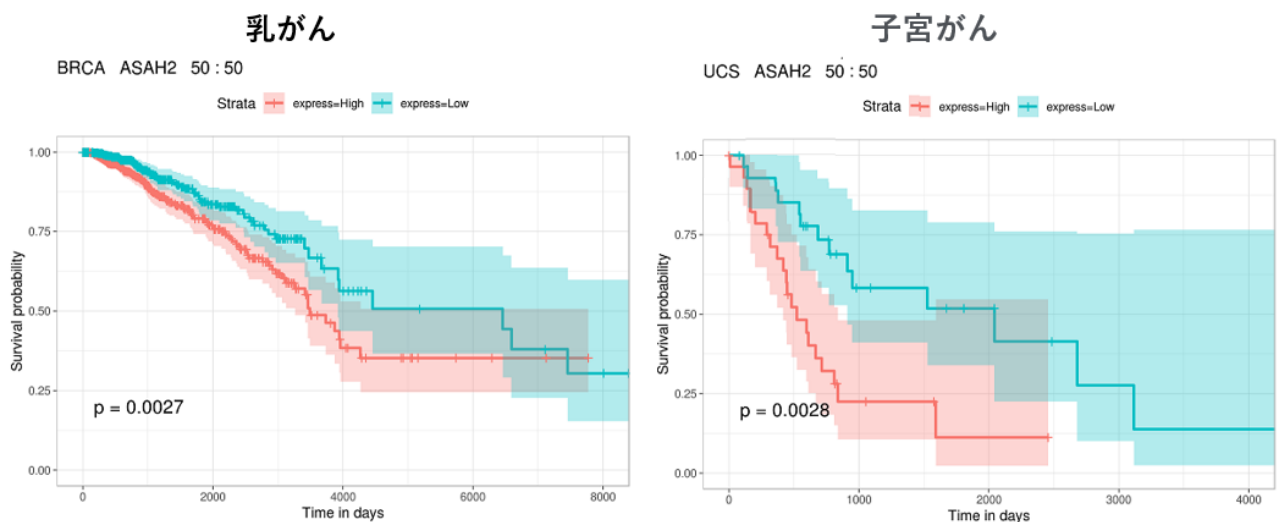 乳がん
BRCA ASAH2 50 : 50
Strata express=High express=Low
1.00
0.75
0.50
0.25
0.00
Survival probability
p = 0.0027
0 2000 4000 6000 8000
Time in days
子宮がん
UCS ASAH2 50 : 50
Strata express=High express=Low
1.00
0.75
0.50
0.25
0.00
Survival probability
p = 0.0028
0 1000 2000 3000 4000
Time in days